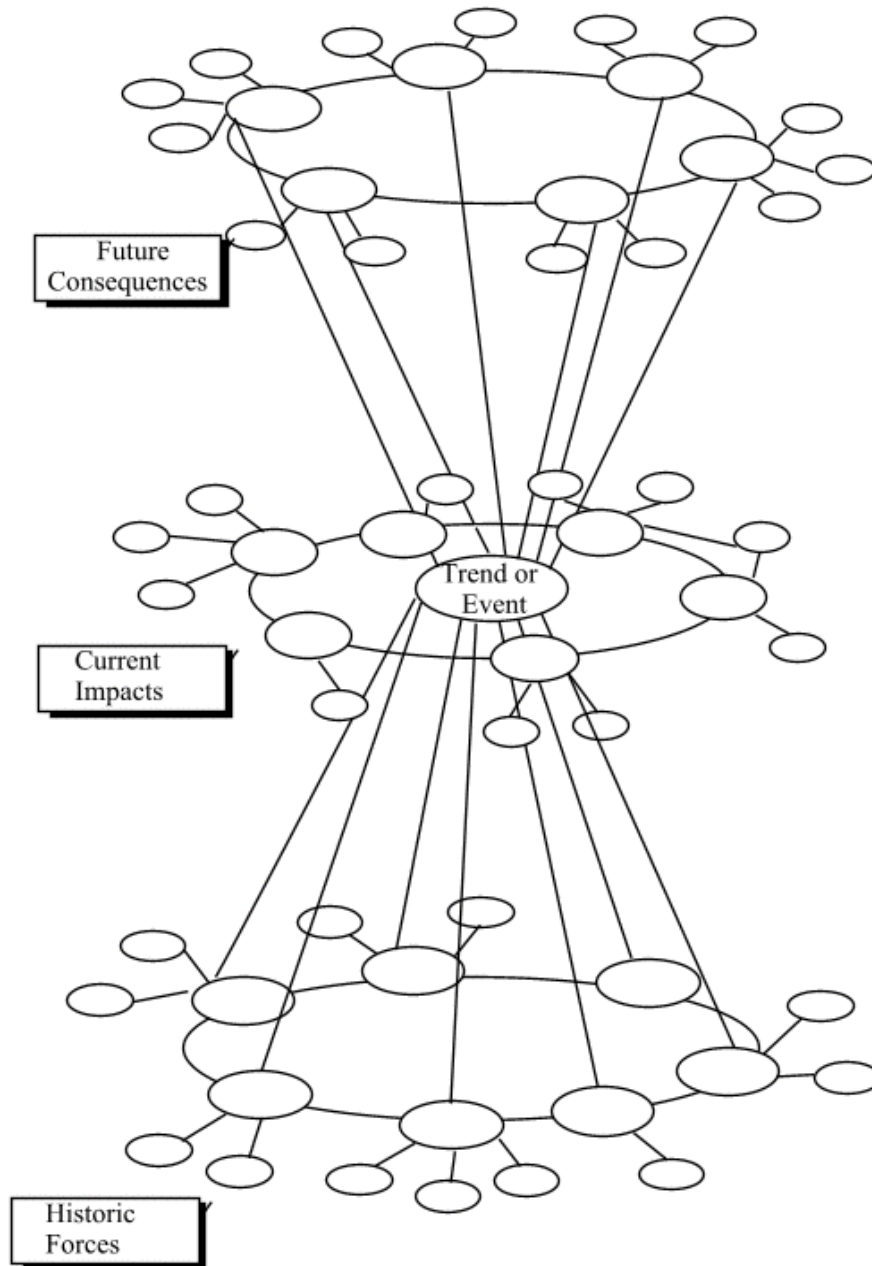 Future
Consequences
Trend or
Event
Current
Impacts
Historic
Forces